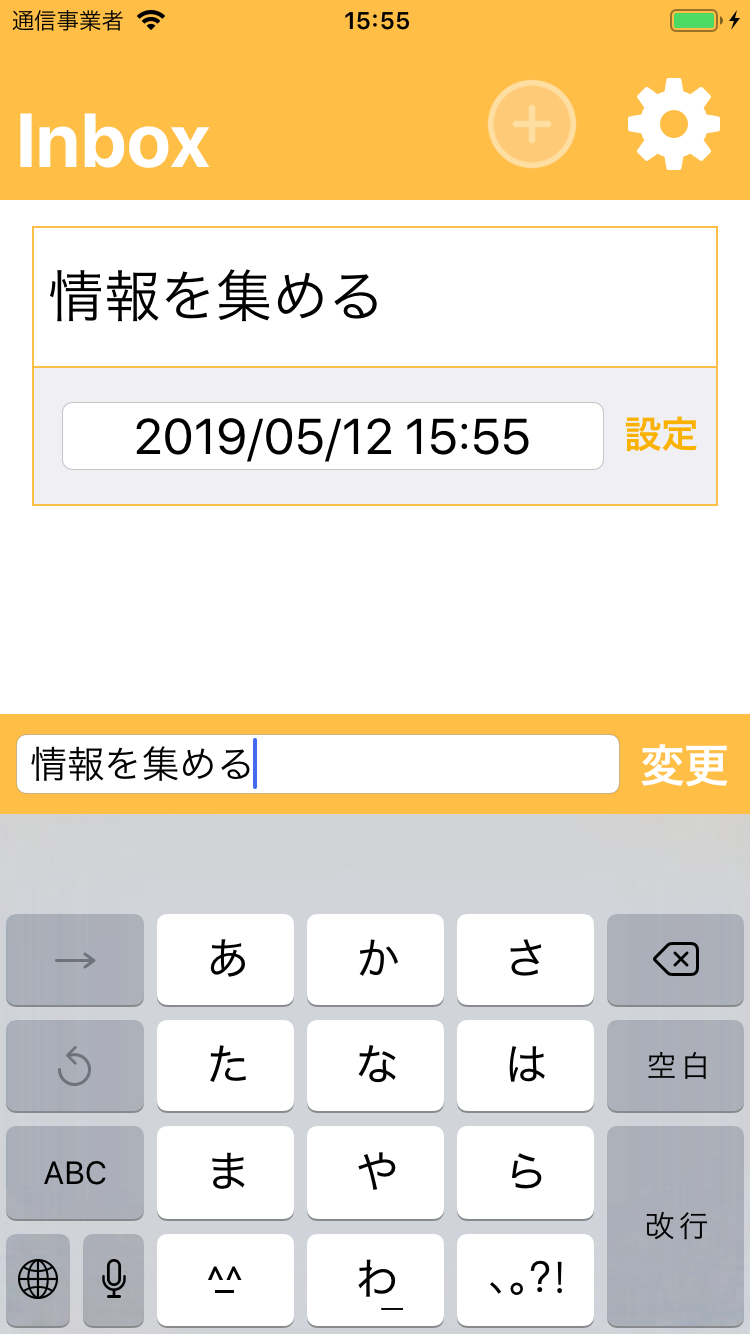 通信事業者 15:55
Inbox
情報を集める
2019/05/12 15:55 設定
情報を集める 変更
→ あ か さ
た な は 空白
ABC ま や ら
^^ わ 、。?! 改行